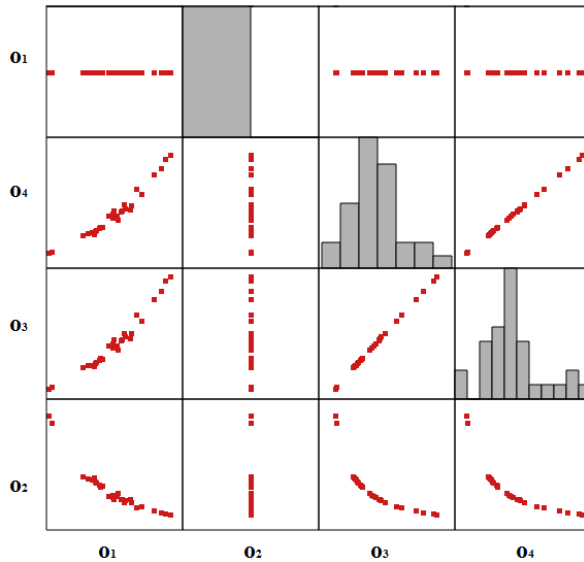 o₁
o₄
o₃
o₂
o₁ o₂ o₃ o₄